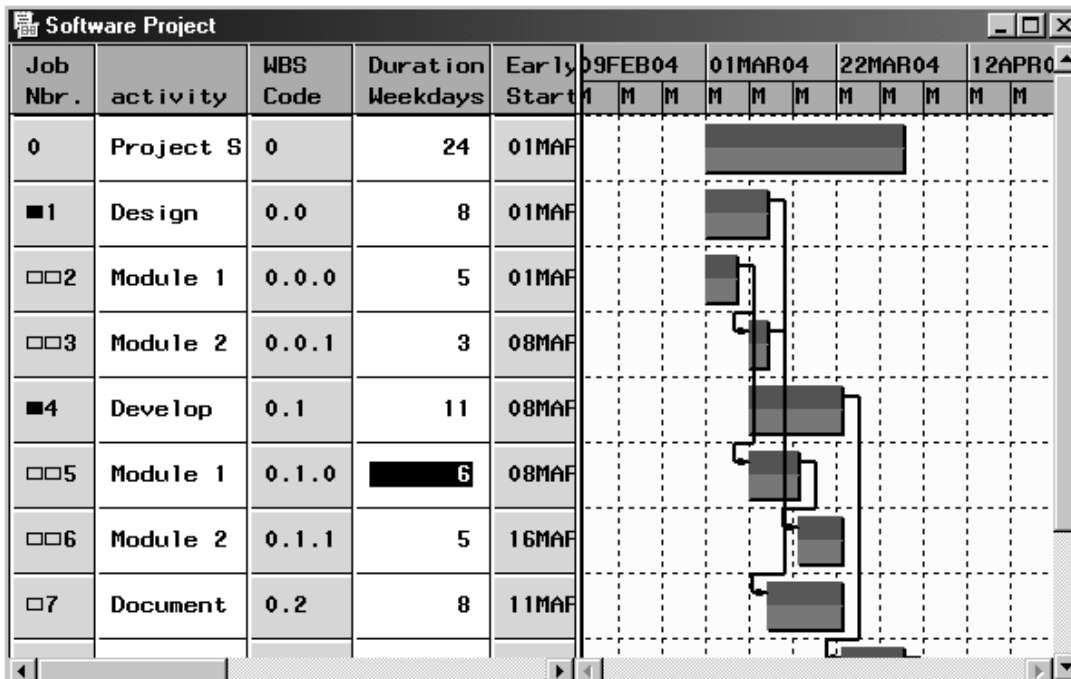 Software Project
Job WBS Duration Early 09FEB04 01MAR04 22MAR04 12APR0
Nbr. activity Code Weekdays Start M M M M M M M M M M M
0 Project S 0 24 01MAR
1 Design 0.0 8 01MAR
2 Module 1 0.0.0 5 01MAR
3 Module 2 0.0.1 3 08MAR
4 Develop 0.1 11 08MAR
5 Module 1 0.1.0 6 08MAR
6 Module 2 0.1.1 5 16MAR
7 Document 0.2 8 11MAR